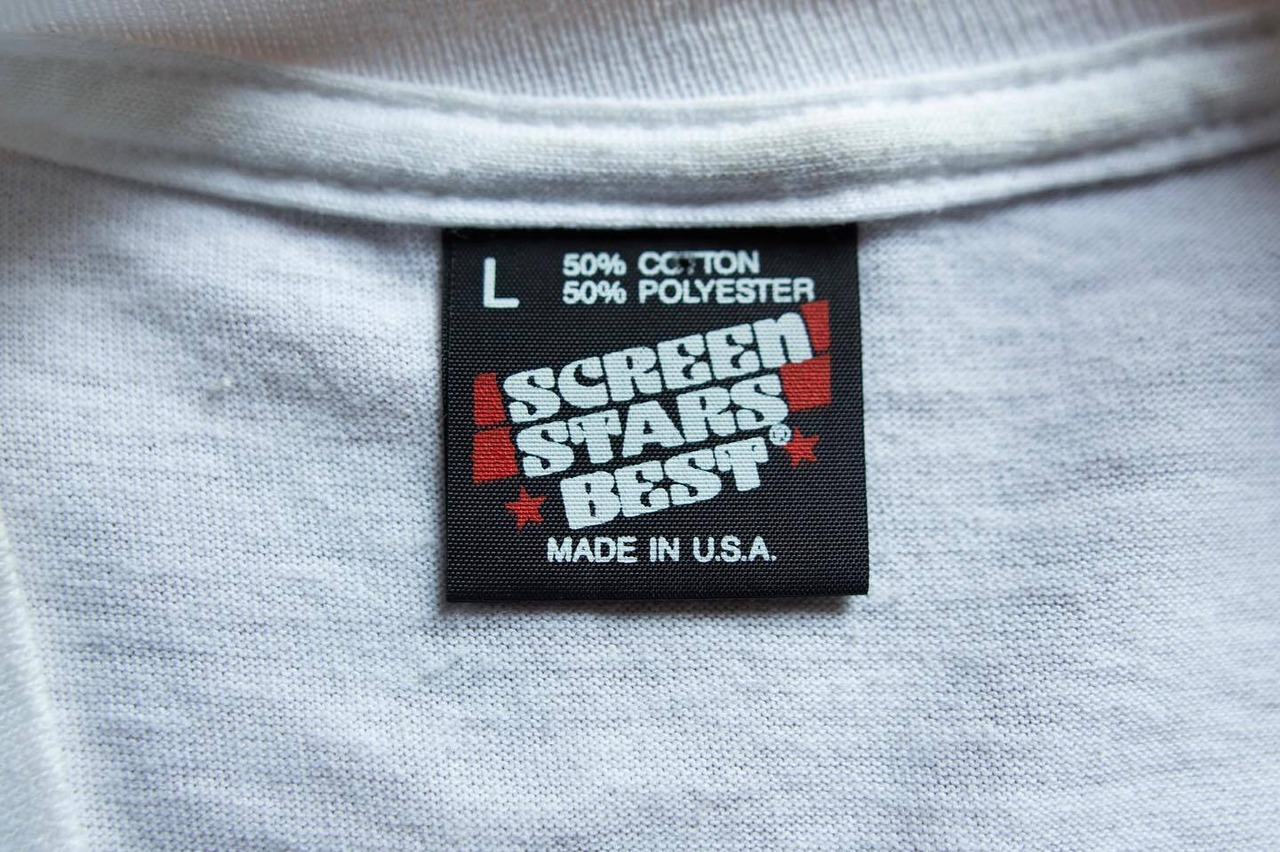 L
50% COTTON
50% POLYESTER
SCREEN
STARS
BEST®
MADE IN U.S.A.